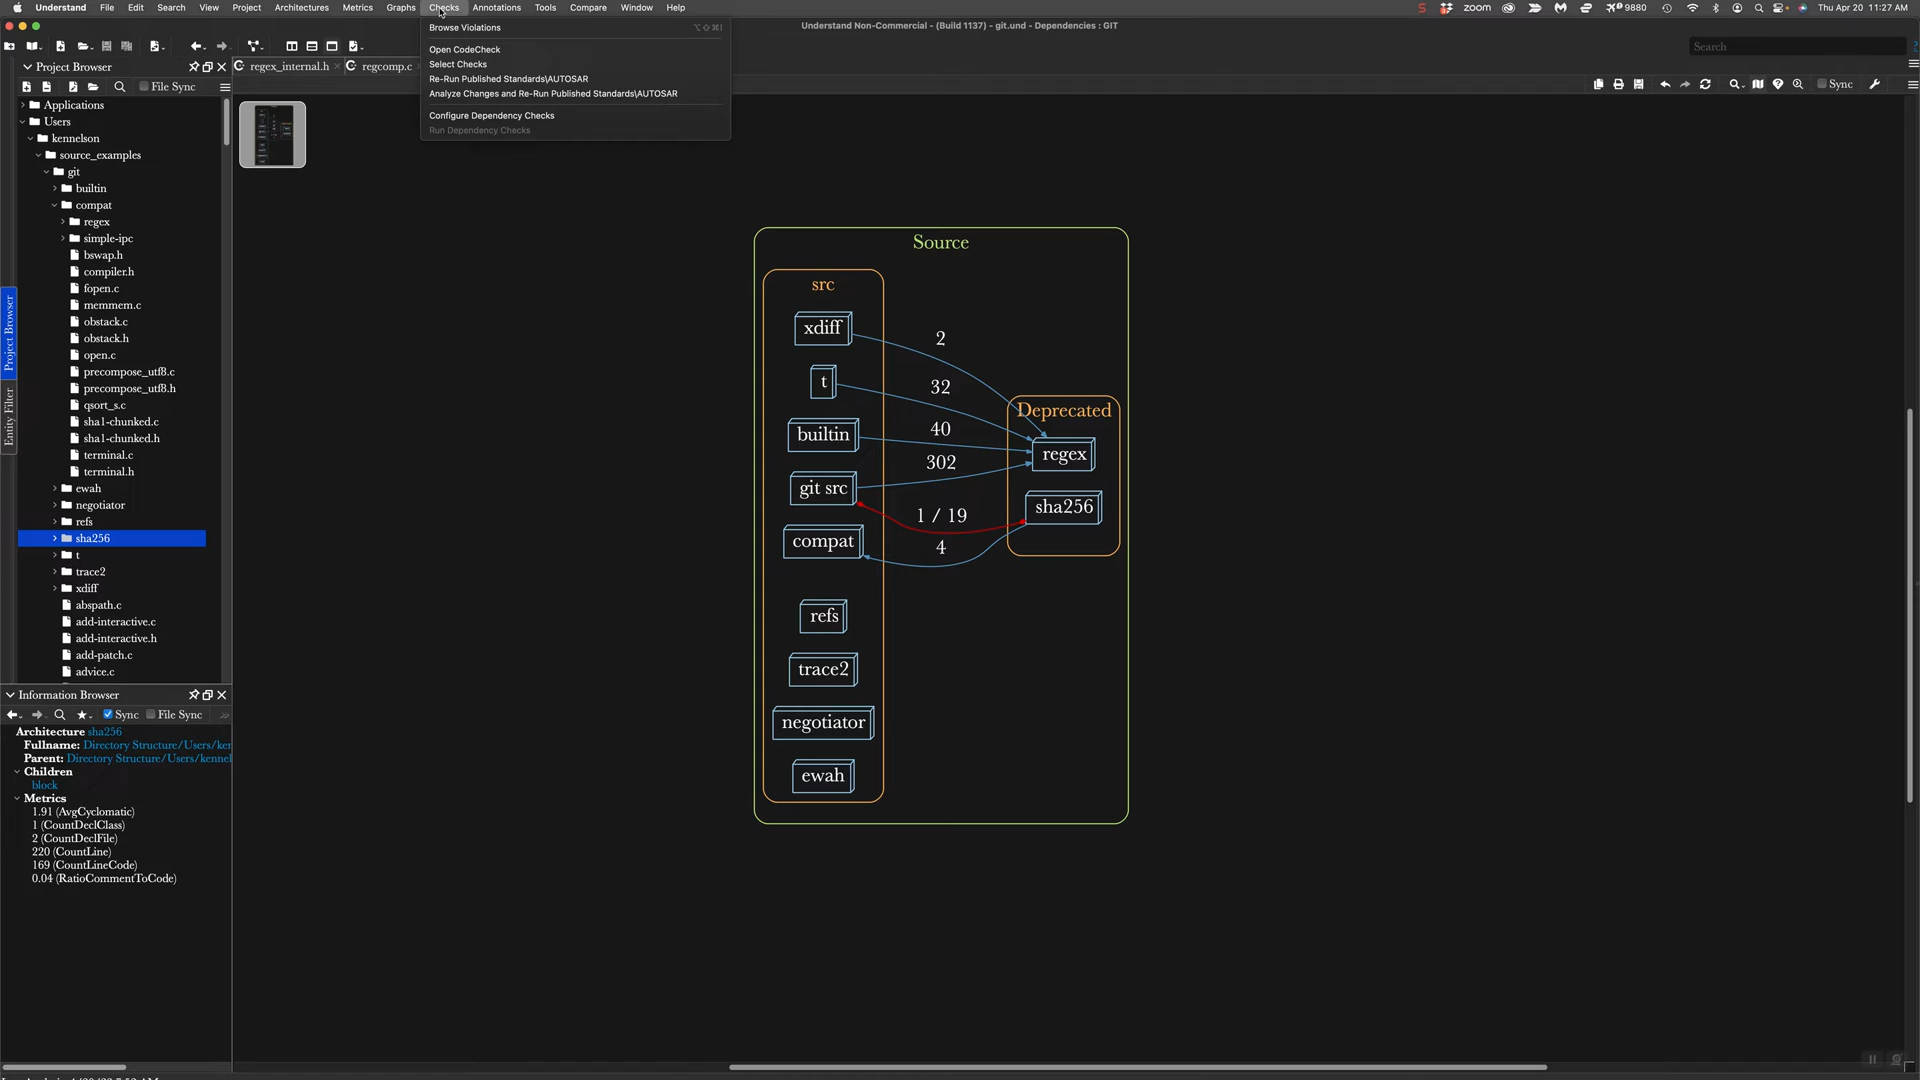 Understand File Edit Search View Project Architectures Metrics Graphs Checks Annotations Tools Compare Window Help
zoom 9880 Thu Apr 20 11:27 AM
Understand Non-Commercial - (Build 1137) - git.und - Dependencies : GIT
Search
Browse Violations
Open CodeCheck
Select Checks
Re-Run Published Standards\AUTOSAR
Analyze Changes and Re-Run Published Standards\AUTOSAR
Configure Dependency Checks
Run Dependency Checks
Project Browser
regex_internal.h
regcomp.c
File Sync
Sync
Applications
Users
kennelson
source_examples
git
builtin
compat
regex
simple-ipc
bswap.h
compiler.h
fopen.c
memmem.c
obstack.c
obstack.h
open.c
precompose_utf8.c
precompose_utf8.h
qsort_s.c
sha1-chunked.c
sha1-chunked.h
terminal.c
terminal.h
ewah
negotiator
refs
sha256
t
trace2
xdiff
abspath.c
add-interactive.c
add-interactive.h
add-patch.c
advice.c
Project Browser
Entity Filter
Information Browser
Sync File Sync
Architecture sha256
Fullname: Directory Structure/Users/ker
Parent: Directory Structure/Users/kennel
Children
block
Metrics
1.91 (AvgCyclomatic)
1 (CountDeclClass)
2 (CountDeclFile)
220 (CountLine)
169 (CountLineCode)
0.04 (RatioCommentToCode)
Source
src
xdiff
2
t
32
Deprecated
builtin
40
regex
302
git src
sha256
1 / 19
compat
4
refs
trace2
negotiator
ewah